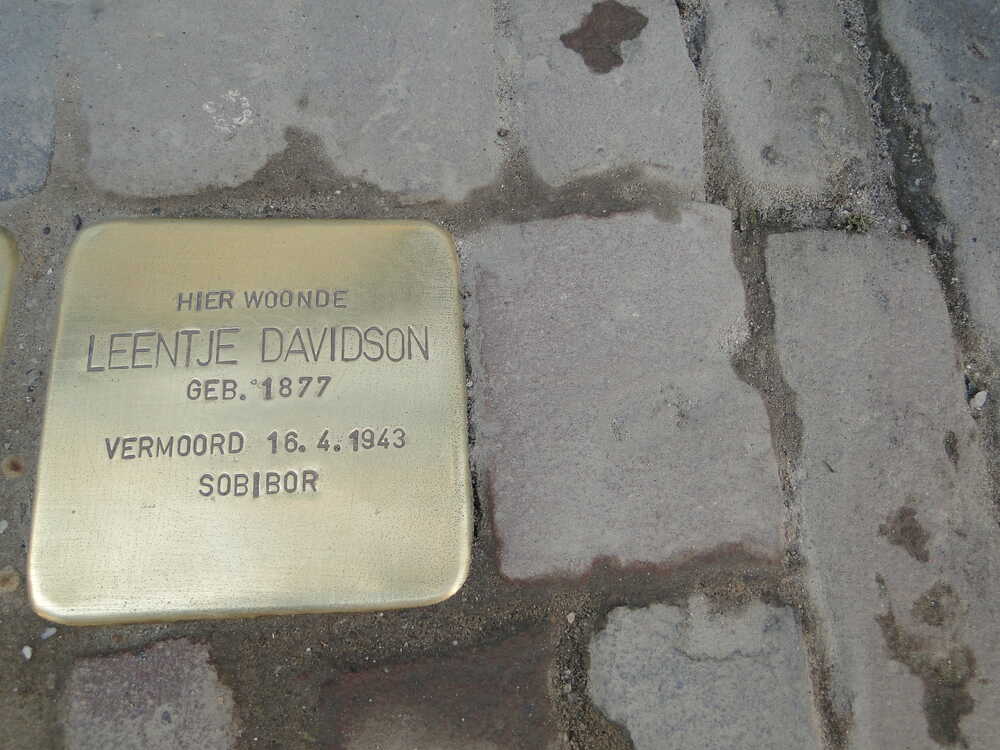 HIER WOONDE
LEENTJE DAVIDSON
GEB. 1877
VERMOORD 16.4.1943
SOBIBOR